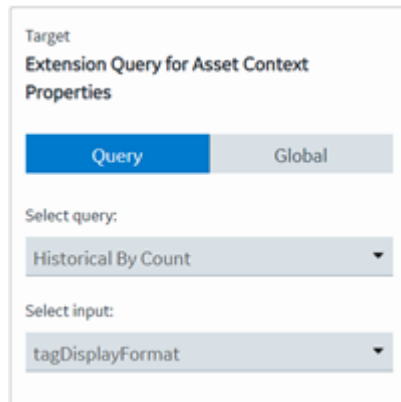 Target
Extension Query for Asset Context
Properties
Query
Global
Select query:
Historical By Count
Select input:
tagDisplayFormat